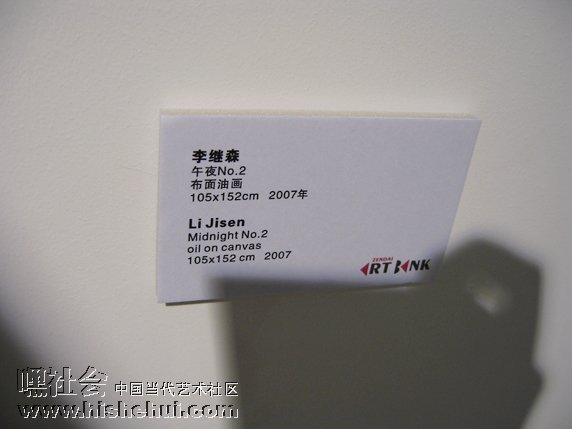 李继森
午夜No.2
布面油画
105x152cm 2007年
Li Jisen
Midnight No.2
oil on canvas
105x152 cm 2007
ZENDAI
ART BANK
嘿社会 中国当代艺术社区
www.hishehui.com